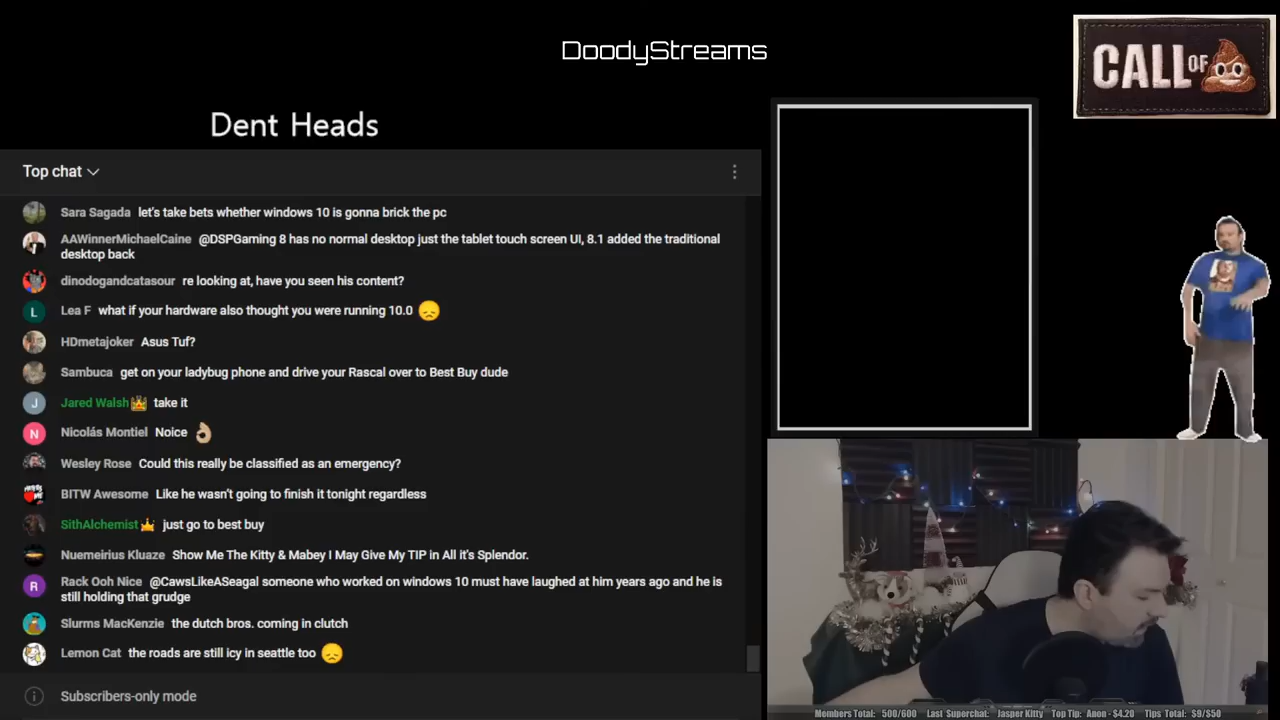 DoodyStreams
CALL OF
Dent Heads
Top chat
Sara Sagada let's take bets whether windows 10 is gonna brick the pc
AAWinnerMichaelCaine @DSPGaming 8 has no normal desktop just the tablet touch screen UI, 8.1 added the traditional
desktop back
dinodogandcatasour re looking at, have you seen his content?
L Lea F what if your hardware also thought you were running 10.0 😞
HDmetajoker Asus Tuf?
Sambuca get on your ladybug phone and drive your Rascal over to Best Buy dude
J Jared Walsh take it
N Nicolás Montiel Noice 👌🏼
Wesley Rose Could this really be classified as an emergency?
BITW Awesome Like he wasn't going to finish it tonight regardless
SithAlchemist just go to best buy
Nuemeirius Kluaze Show Me The Kitty & Mabey I May Give My TIP in All it's Splendor.
R Rack Ooh Nice @CawsLikeASeagal someone who worked on windows 10 must have laughed at him years ago and he is
still holding that grudge
Slurms MacKenzie the dutch bros. coming in clutch
Lemon Cat the roads are still icy in seattle too 😞
Subscribers-only mode
Members Total: 500/600 Last Superchat: Jasper Kitty Top Tip: Anon - $4.20 Tips Total: $9/$50